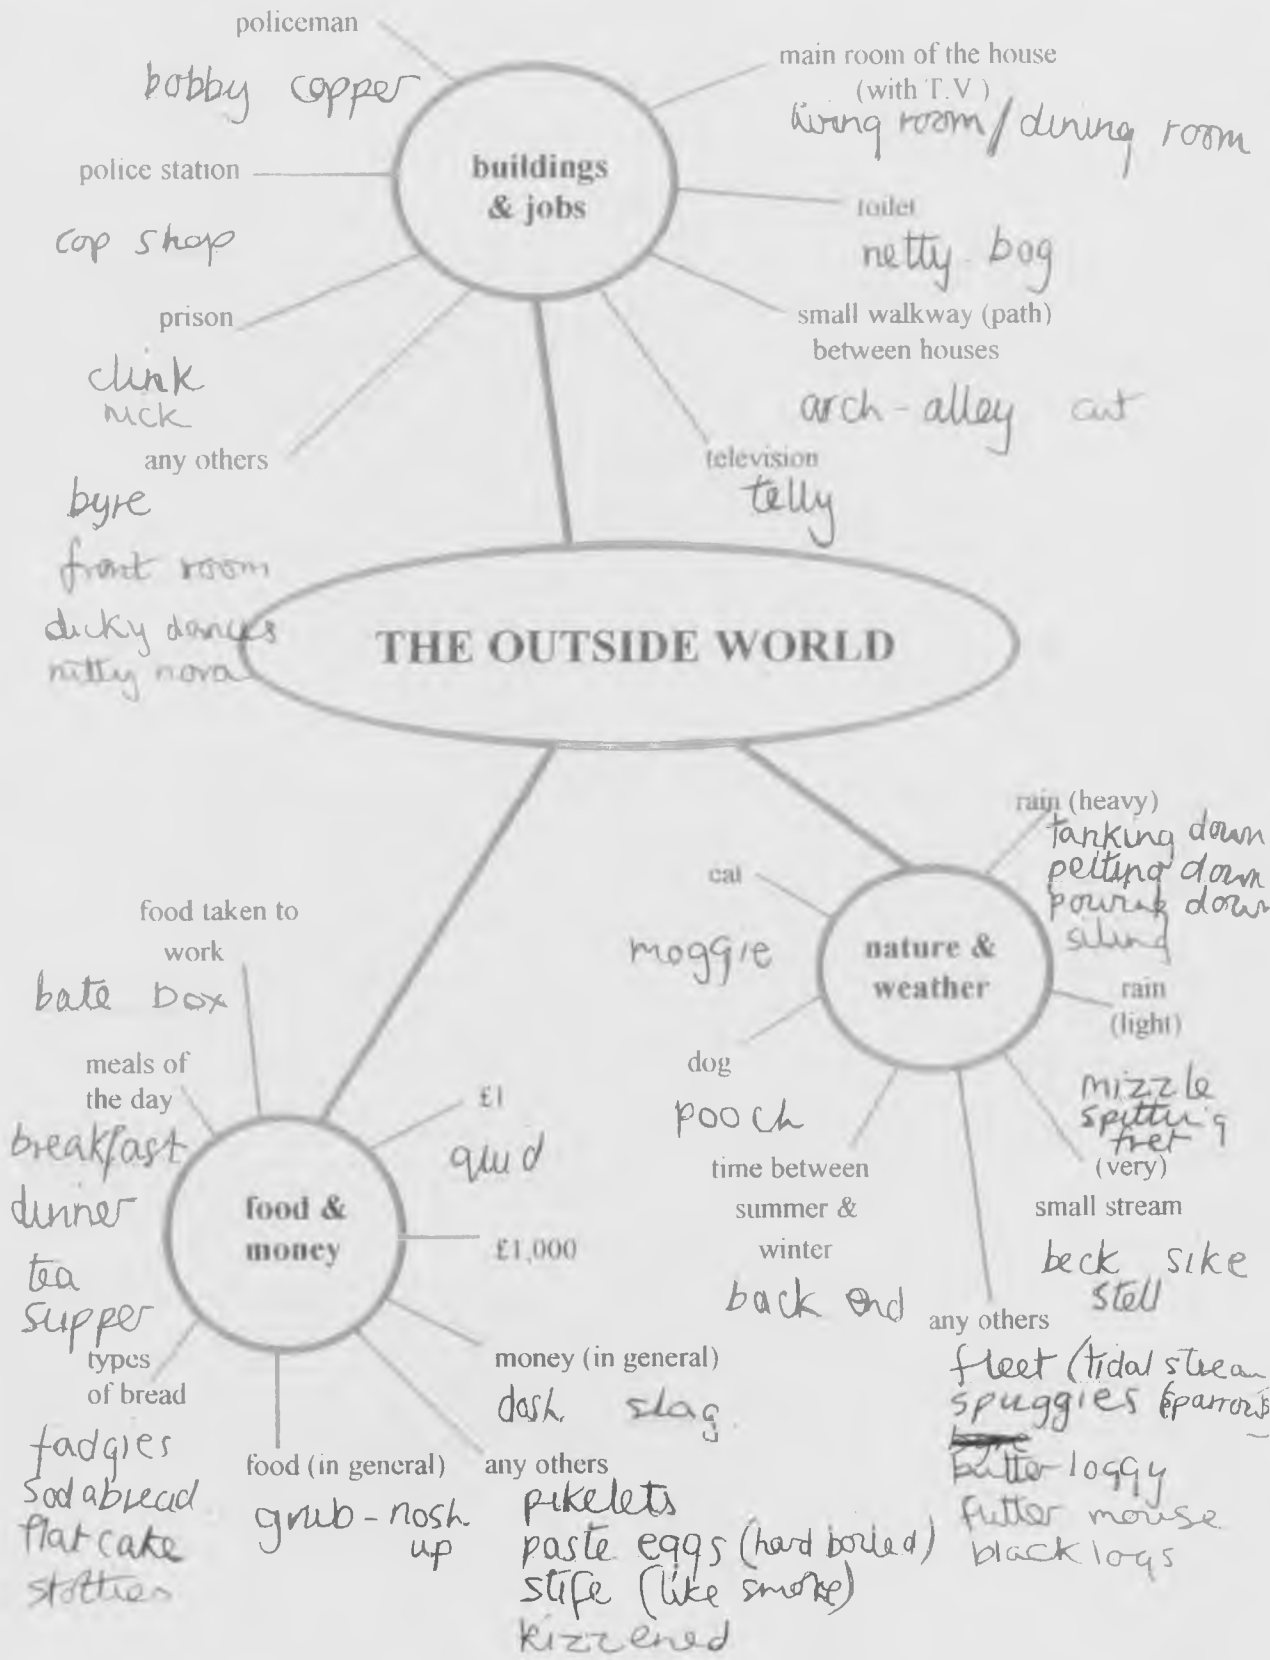 policeman
bobby copper
police station
cop shop
prison
clink
nick
any others
byre
front room
dicky dances
nitty nora
buildings
& jobs
main room of the house
(with T.V )
living room / dining room
toilet
netty bog
small walkway (path)
between houses
arch - alley cut
television
telly
THE OUTSIDE WORLD
food taken to
work
bate box
meals of
the day
breakfast
dinner
tea
supper
types
of bread
fadgies
sodabread
flat cake
stotties
food &
money
£1
quid
£1,000
money (in general)
dosh slag
food (in general)
grub - nosh
up
any others
pikelets
paste eggs (hard boiled)
stife (like smoke)
kizzened
nature &
weather
cat
moggie
dog
pooch
time between
summer &
winter
back end
rain (heavy)
tanking down
pelting down
pouring down
siling
rain
(light)
mizzle
spitting
fret
(very)
small stream
beck sike
stell
any others
fleet (tidal stream
spuggies (sparrows
butter loggy
flitter mouse
black logs